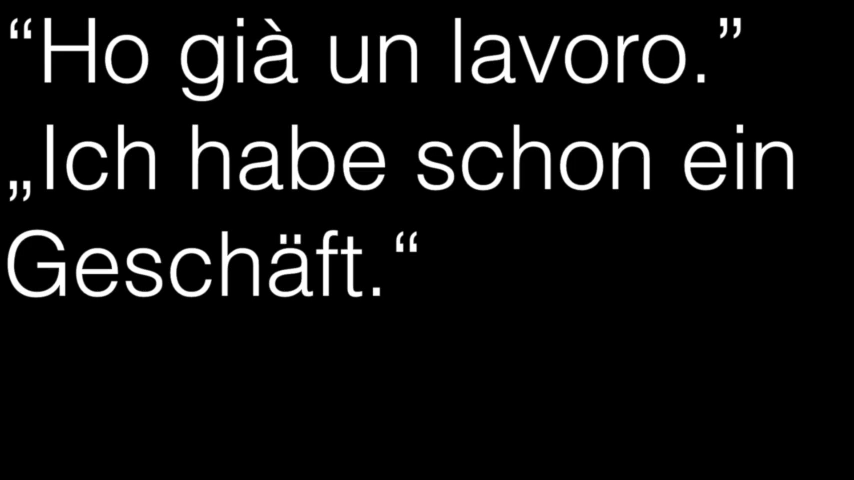 “Ho già un lavoro.”
„Ich habe schon ein
Geschäft.“